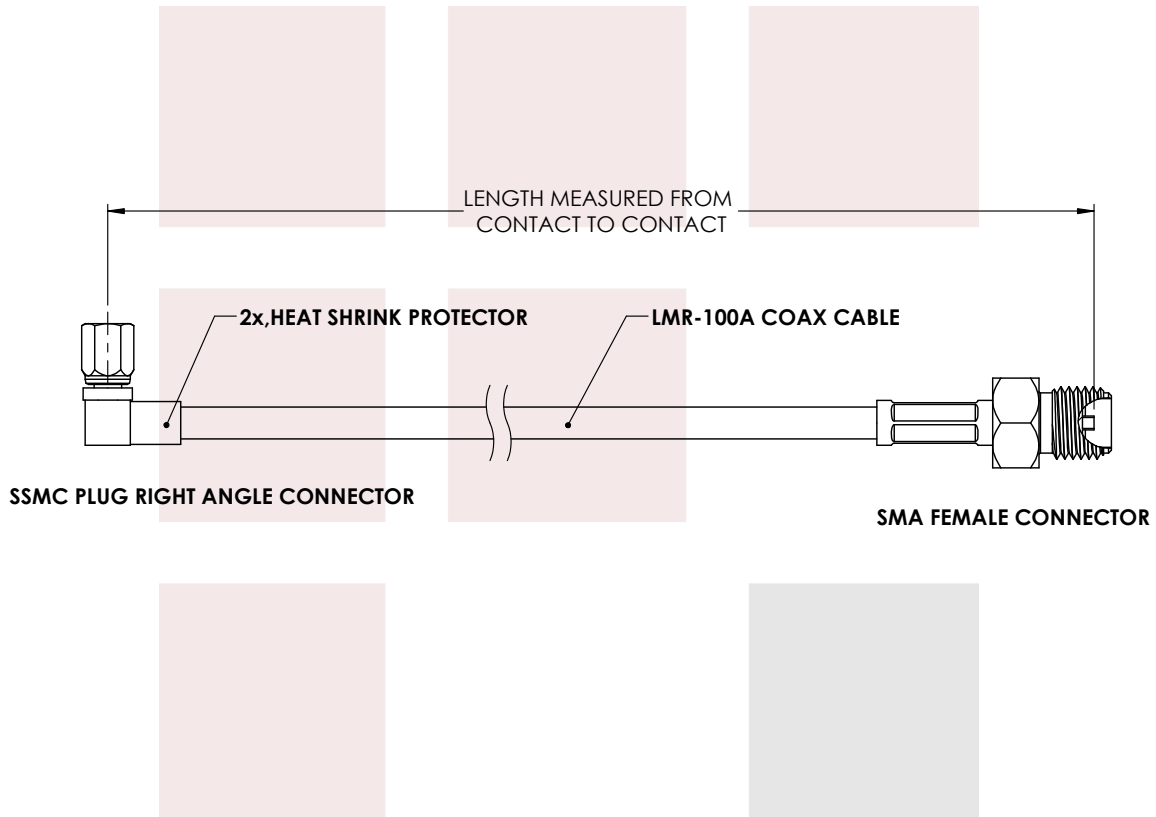 LENGTH MEASURED FROM
CONTACT TO CONTACT
2x,HEAT SHRINK PROTECTOR
LMR-100A COAX CABLE
SSMC PLUG RIGHT ANGLE CONNECTOR
SMA FEMALE CONNECTOR